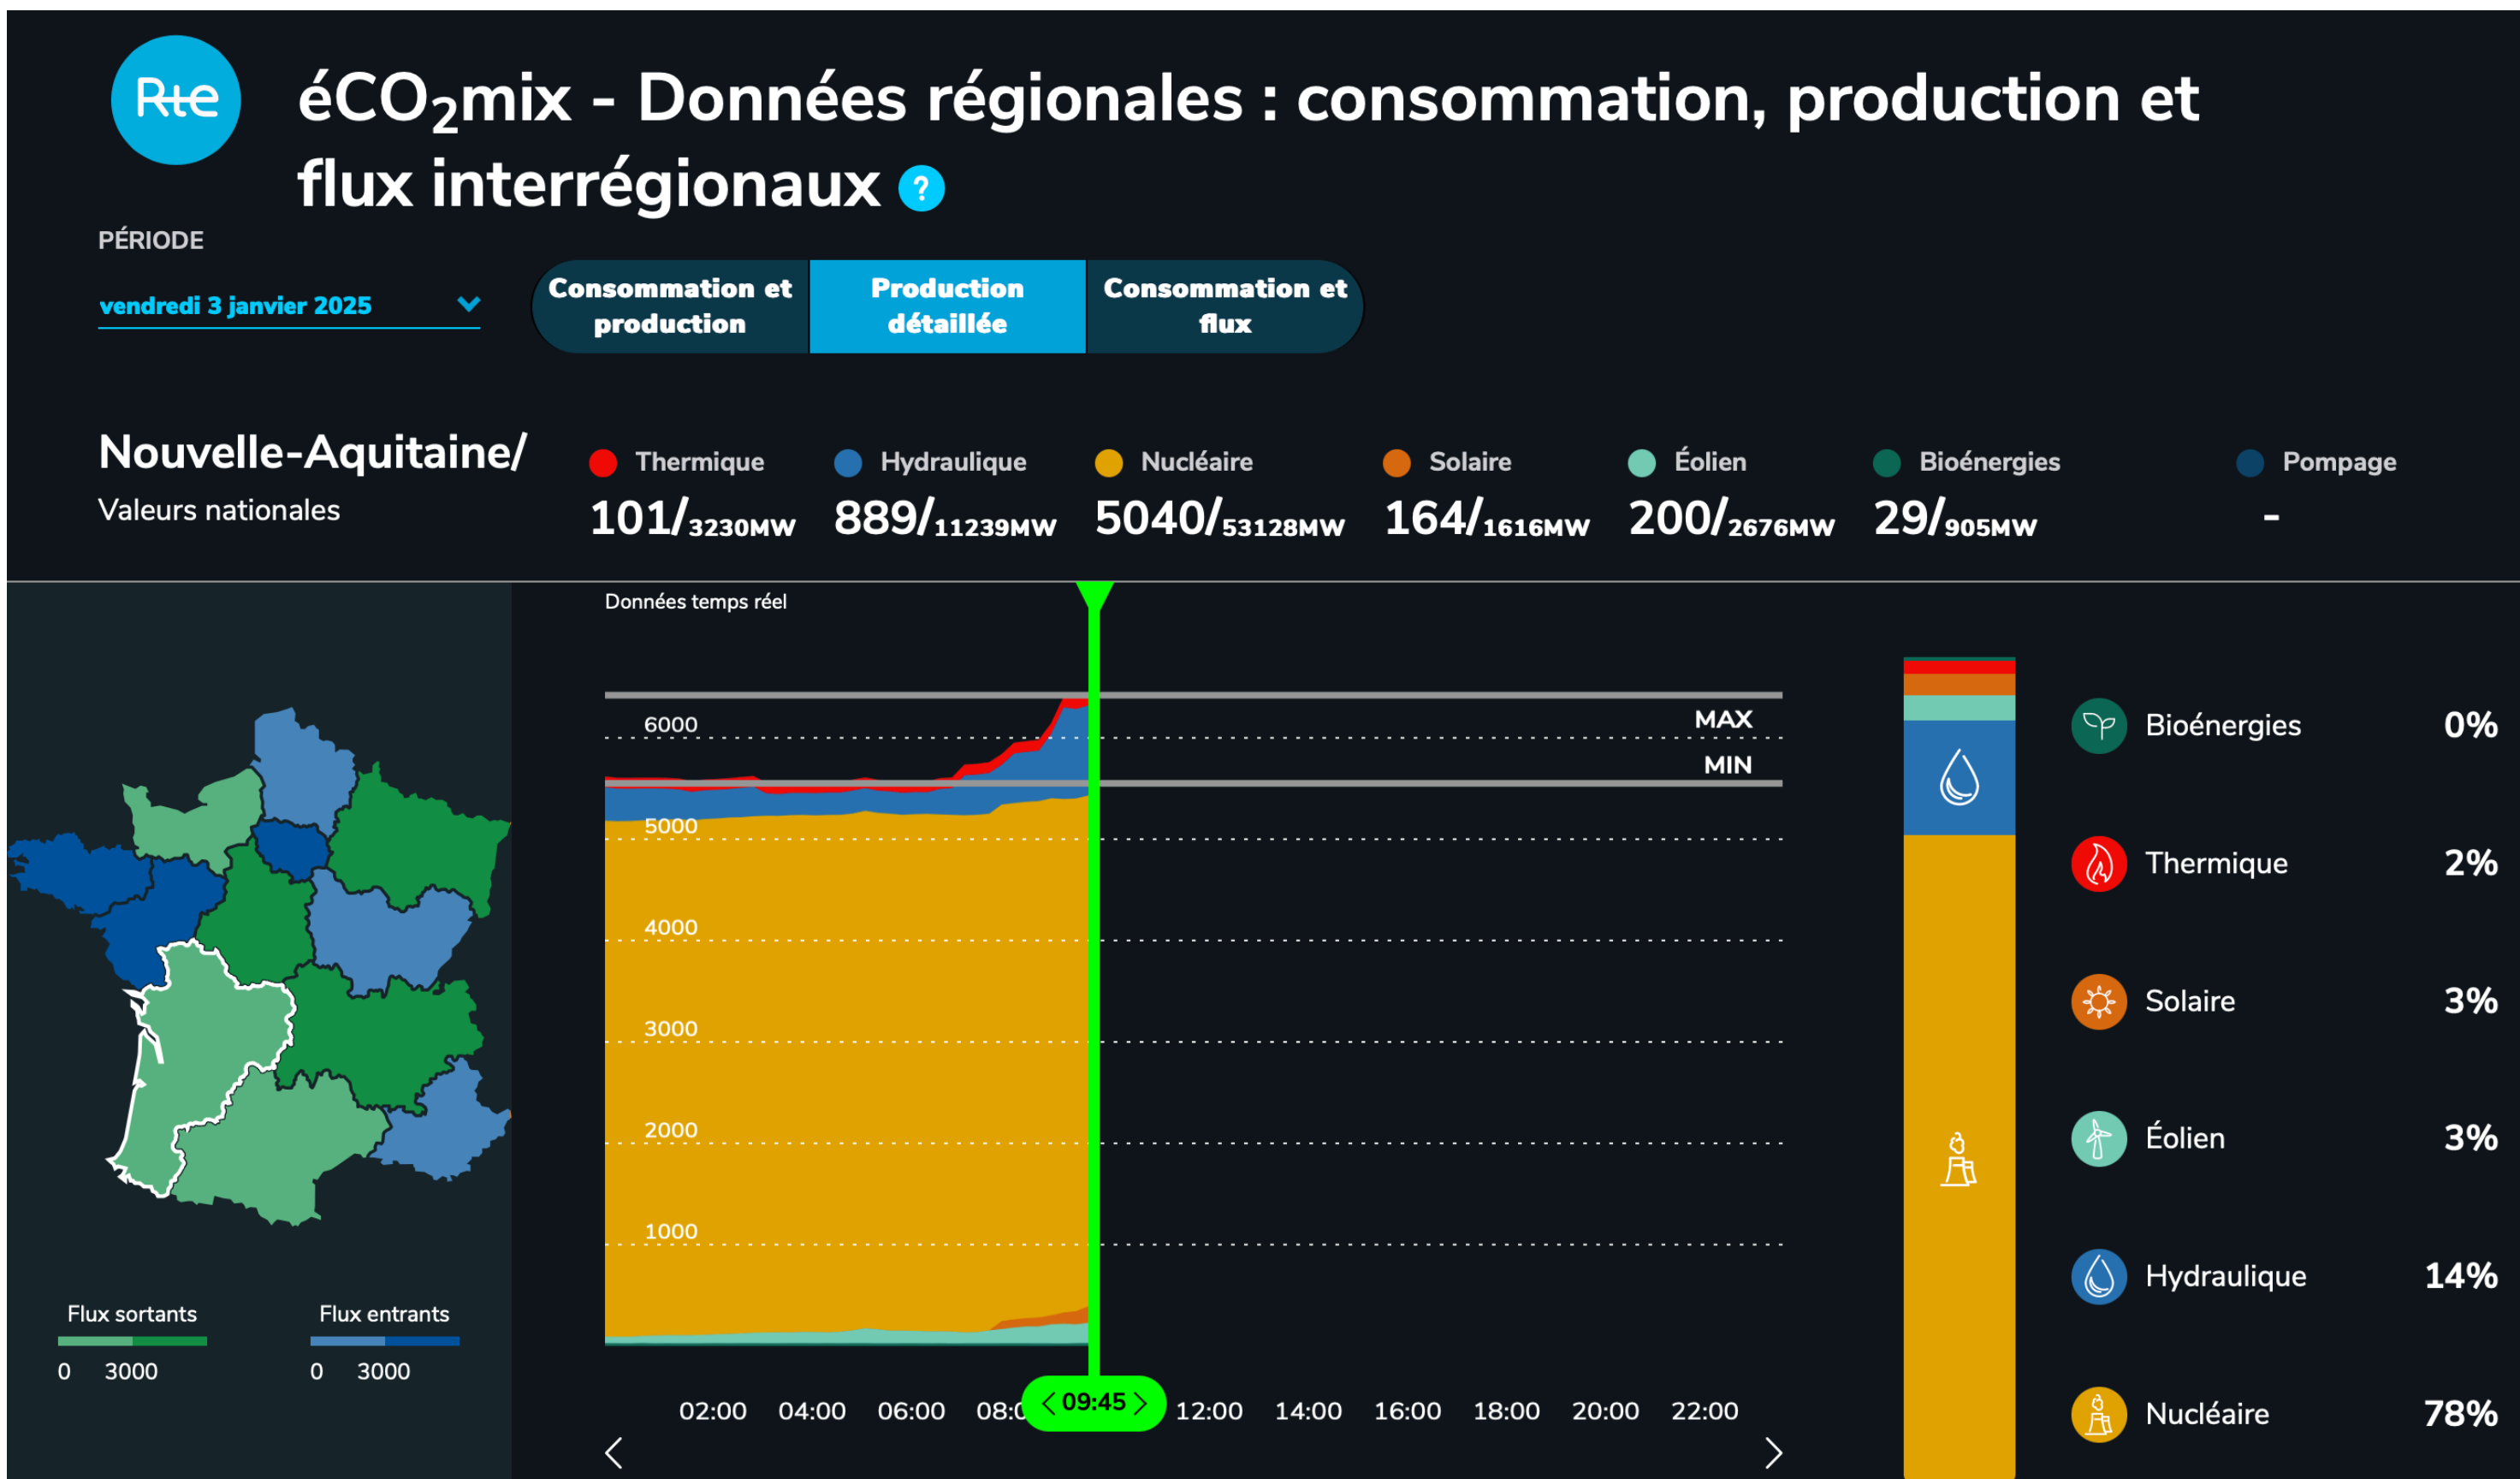 Rte
éCO₂mix - Données régionales : consommation, production et
flux interrégionaux ?
PÉRIODE
vendredi 3 janvier 2025
Consommation et
production
Production
détaillée
Consommation et
flux
Nouvelle-Aquitaine/
Valeurs nationales
Thermique
101/3230MW
Hydraulique
889/11239MW
Nucléaire
5040/53128MW
Solaire
164/1616MW
Éolien
200/2676MW
Bioénergies
29/905MW
Pompage
-
Flux sortants
0 3000
Flux entrants
0 3000
Données temps réel
MAX
MIN
6000
5000
4000
3000
2000
1000
02:00 04:00 06:00 08:0 < 09:45 > 12:00 14:00 16:00 18:00 20:00 22:00
Bioénergies 0%
Thermique 2%
Solaire 3%
Éolien 3%
Hydraulique 14%
Nucléaire 78%